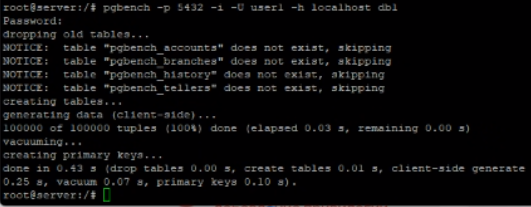 root@server:/# pgbench -p 5432 -i -U user1 -h localhost db1
Password:
dropping old tables...
NOTICE:  table "pgbench_accounts" does not exist, skipping
NOTICE:  table "pgbench_branches" does not exist, skipping
NOTICE:  table "pgbench_history" does not exist, skipping
NOTICE:  table "pgbench_tellers" does not exist, skipping
creating tables...
generating data (client-side)...
100000 of 100000 tuples (100%) done (elapsed 0.03 s, remaining 0.00 s)
vacuuming...
creating primary keys...
done in 0.43 s (drop tables 0.00 s, create tables 0.01 s, client-side generate
0.25 s, vacuum 0.07 s, primary keys 0.10 s).
root@server:/#